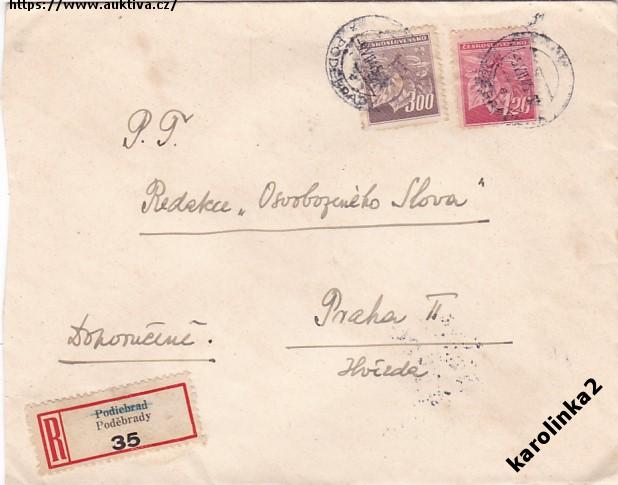 https://www.auktiva.cz/
ČESKOSLOVENSKO
3·00
ČESKOSLOVENSKO
1·20
P. T.
Redakce „Osvobozeného Slova"
Praha II
Hvězda
Doporučeně.
R
Podiebrad
Poděbrady
35
karolinka2